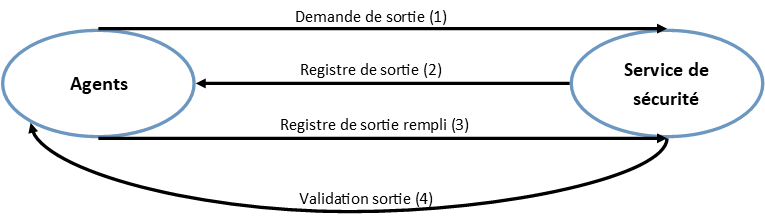 Demande de sortie (1)
Registre de sortie (2)
Agents
Service de
sécurité
Registre de sortie rempli (3)
Validation sortie (4)